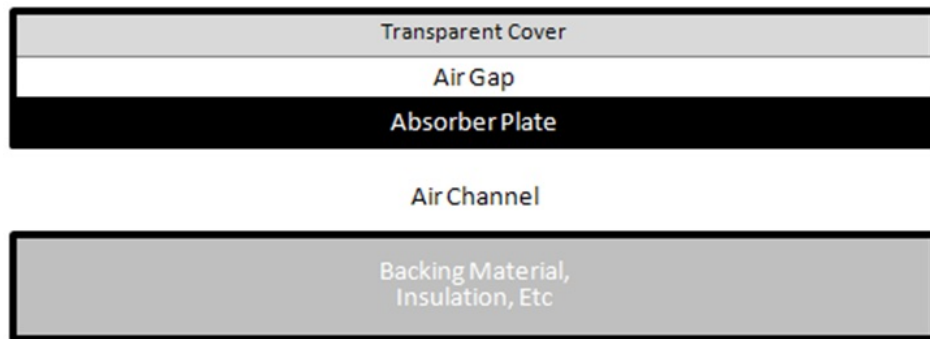 Transparent Cover
Air Gap
Absorber Plate
Air Channel
Backing Material,
Insulation, Etc